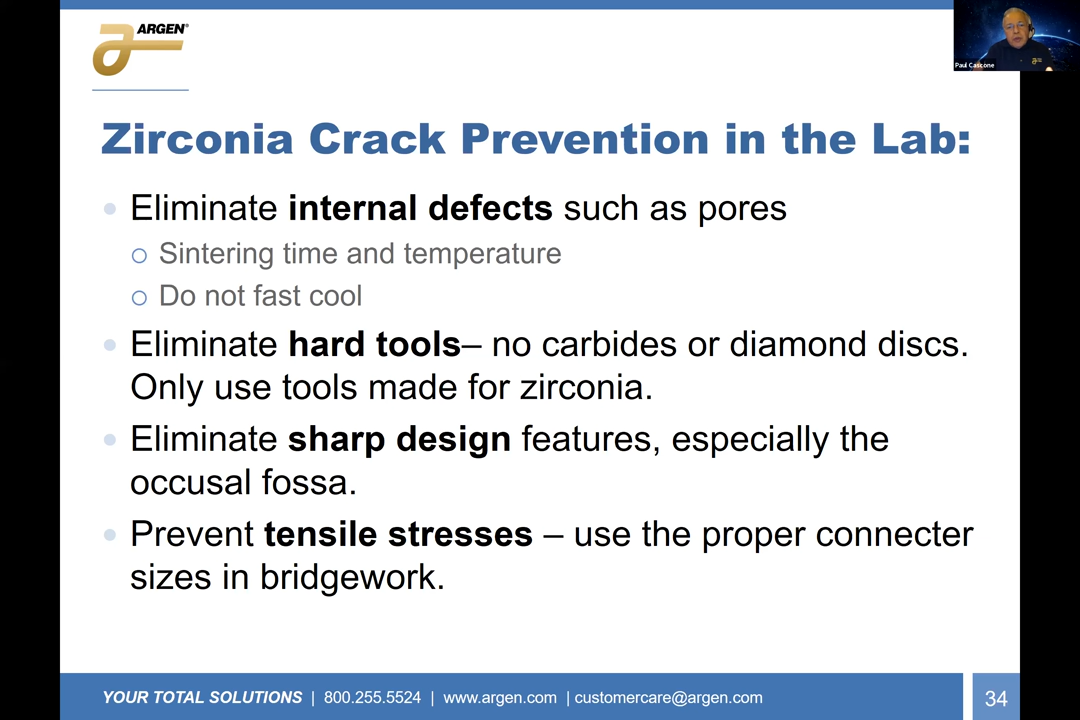 ARGEN®
Paul Cascone
Zirconia Crack Prevention in the Lab:
• Eliminate internal defects such as pores
○ Sintering time and temperature
○ Do not fast cool
• Eliminate hard tools– no carbides or diamond discs.
Only use tools made for zirconia.
• Eliminate sharp design features, especially the
occusal fossa.
• Prevent tensile stresses – use the proper connecter
sizes in bridgework.
YOUR TOTAL SOLUTIONS | 800.255.5524 | www.argen.com | customercare@argen.com
34